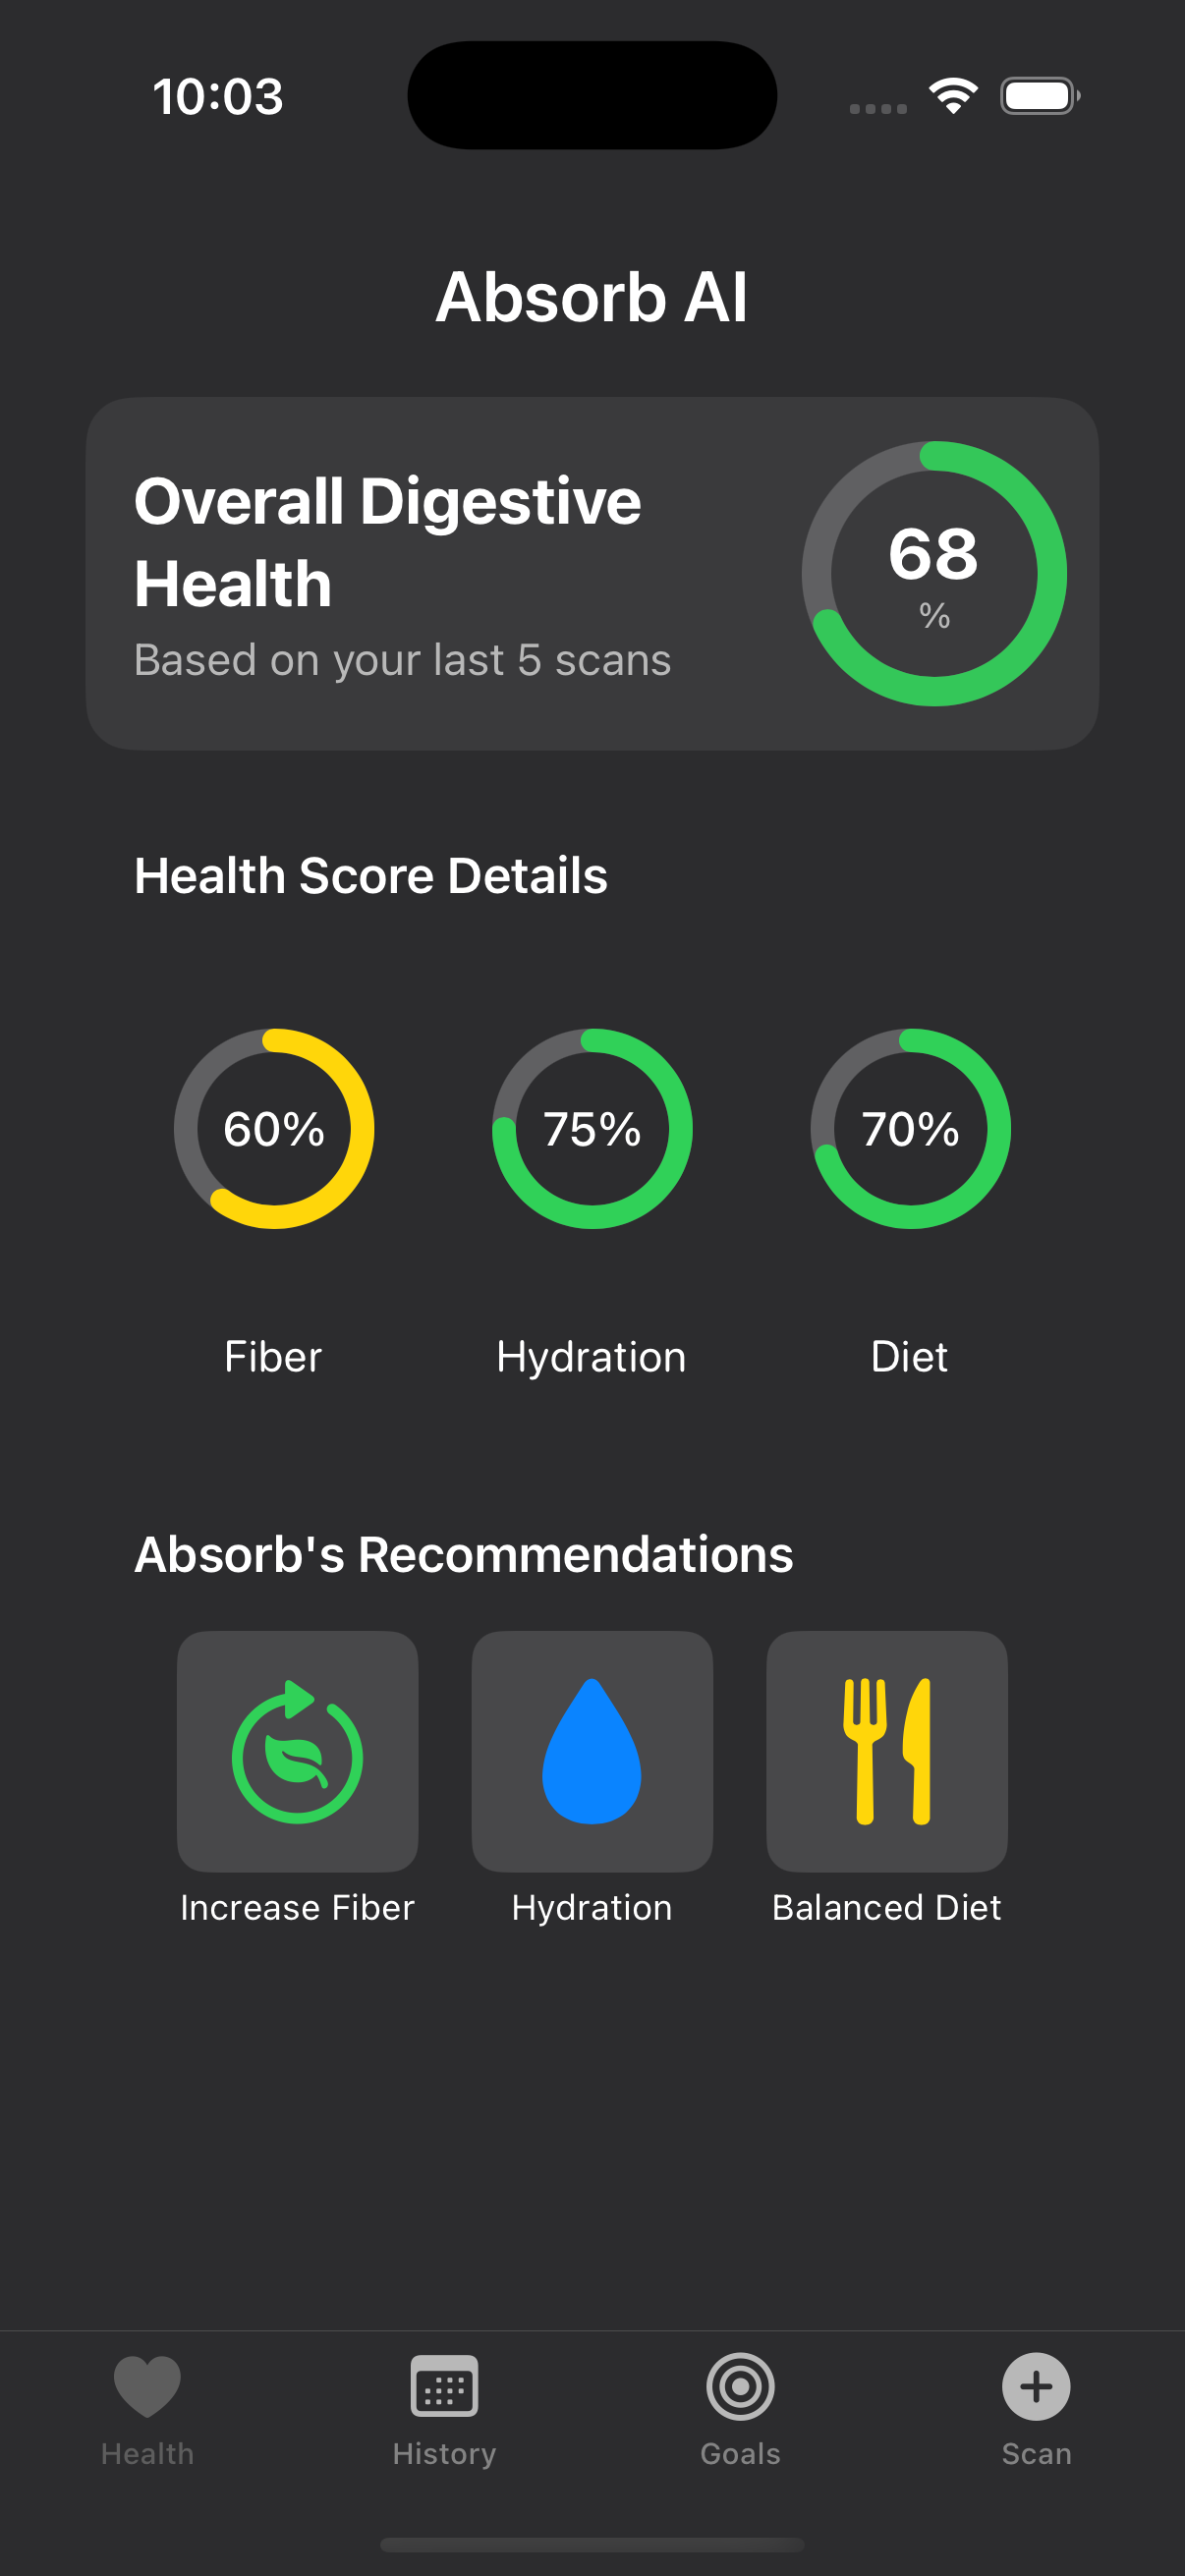 10:03
Absorb AI
Overall Digestive
Health
Based on your last 5 scans
68
%
Health Score Details
60%
75%
70%
Fiber
Hydration
Diet
Absorb's Recommendations
Increase Fiber
Hydration
Balanced Diet
Health
History
Goals
Scan